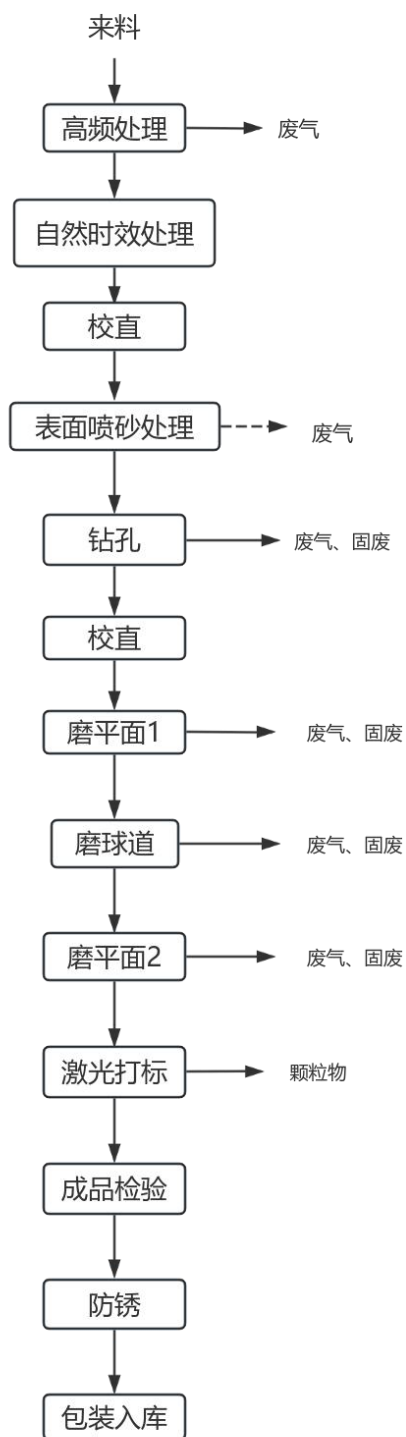 来料
高频处理
废气
自然时效处理
校直
表面喷砂处理
废气
钻孔
废气、固废
校直
磨平面1
废气、固废
磨球道
废气、固废
磨平面2
废气、固废
激光打标
颗粒物
成品检验
防锈
包装入库